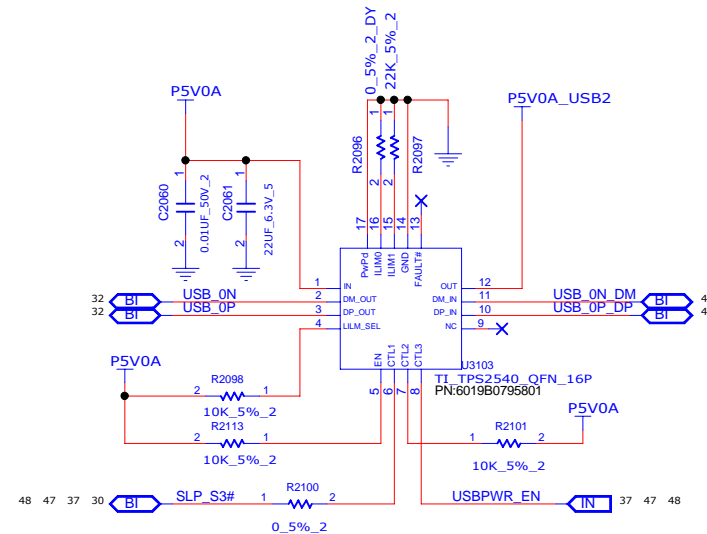 0_5%_2_DY
22K_5%_2
P5V0A
P5V0A_USB2
1
1
R2096
R2097
2
2
1
1
C2060
0.01UF_50V_2
C2061
22UF_6.3V_5
2
2
17
16
15
14
13
PwPd
ILIM0
ILIM1
GND
FAULT#
1
IN
OUT
12
32
BI
USB_0N
2
DM_OUT
DM_IN
11
USB_0N_DM
BI
4
32
BI
USB_0P
3
DP_OUT
DP_IN
10
USB_0P_DP
BI
4
4
LILM_SEL
NC
9
EN
CTL1
CTL2
CTL3
5
6
7
8
U3103
TI_TPS2540_QFN_16P
PN:6019B0795801
P5V0A
2
R2098
1
10K_5%_2
P5V0A
2
R2113
1
10K_5%_2
1
R2101
2
10K_5%_2
48 47 37 30
BI
SLP_S3#
1
R2100
2
0_5%_2
USBPWR_EN
IN
37 47 48